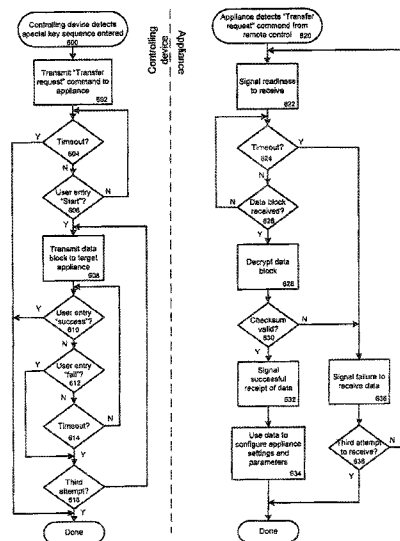 Controlling device detects
special key sequence entered
600
Transmit "Transfer
request" command to
appliance
602
Timeout?
604
Y
N
User entry
"Start"?
606
N
Y
Transmit data
block to target
appliance
608
User entry
"success"?
610
Y
N
User entry
"fail"?
612
Y
N
Timeout?
614
N
Y
Third
attempt?
616
N
Y
Done
Controlling
device
Appliance
Appliance detects "Transfer
request" command from
remote control
620
Signal readiness
to receive
622
Timeout?
624
Y
N
Data block
received?
626
N
Y
Decrypt data
block
628
Checksum
valid?
630
N
Y
Signal
successful
receipt of data
632
Signal failure to
receive data
636
Use data to
configure appliance
settings and
parameters
634
Third attempt
to receive?
638
N
Y
Done